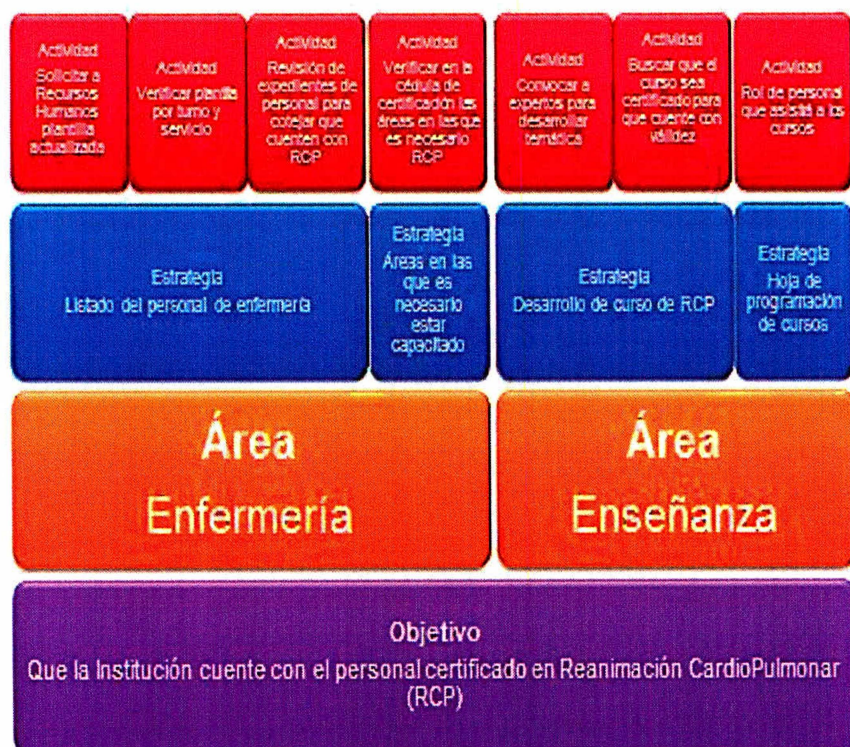 Actividad
Solicitar a
Recursos
Humanos
plantilla
actualizada
Actividad
Verificar plantilla
por turno y
servicio
Actividad
Revisión de
expedientes de
personal para
cotejar que
cuenten con
RCP
Actividad
Verificar en la
cédula de
certificación las
áreas en las que
es necesario
RCP
Actividad
Convocar a
expertos para
desarrollar
temática
Actividad
Buscar que el
curso sea
certificado para
que cuente con
válidez
Actividad
Rol de personal
que asistirá a los
cursos
Estrategia
Listado del personal de enfermería
Estrategia
Áreas en las
que es
necesario
estar
capacitado
Estrategia
Desarrollo de curso de RCP
Estrategia
Hoja de
programación
de cursos
Área
Enfermería
Área
Enseñanza
Objetivo
Que la Institución cuente con el personal certificado en Reanimación CardioPulmonar
(RCP)